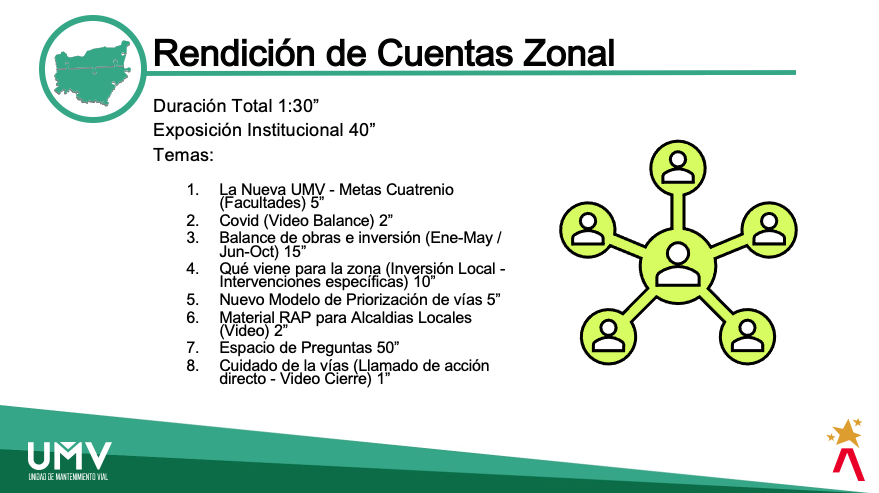 Rendición de Cuentas Zonal
Duración Total 1:30”
Exposición Institucional 40”
Temas:
1. La Nueva UMV - Metas Cuatrenio
(Facultades) 5”
2. Covid (Video Balance) 2”
3. Balance de obras e inversión (Ene-May /
Jun-Oct) 15”
4. Qué viene para la zona (Inversión Local -
Intervenciones específicas) 10”
5. Nuevo Modelo de Priorización de vías 5”
6. Material RAP para Alcaldias Locales
(Video) 2”
7. Espacio de Preguntas 50”
8. Cuidado de la vías (Llamado de acción
directo - Video Cierre) 1”
UMV
UNIDAD DE MANTENIMIENTO VIAL